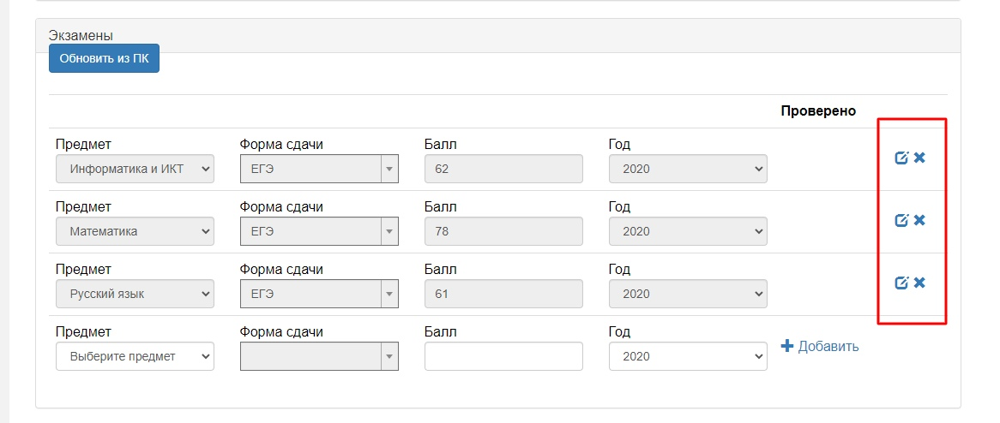 Экзамены
Обновить из ПК
Проверено
Предмет Форма сдачи Балл Год
Информатика и ИКТ ЕГЭ 62 2020
Предмет Форма сдачи Балл Год
Математика ЕГЭ 78 2020
Предмет Форма сдачи Балл Год
Русский язык ЕГЭ 61 2020
Предмет Форма сдачи Балл Год
Выберите предмет 2020 Добавить